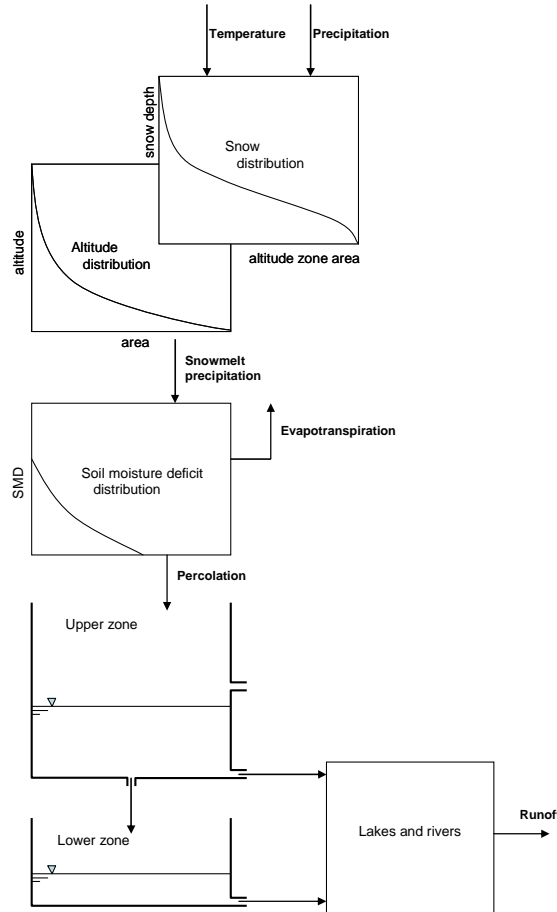 Temperature
Precipitation
snow depth
Snow
distribution
altitude zone area
altitude
Altitude
distribution
area
Snowmelt
precipitation
Evapotranspiration
SMD
Soil moisture deficit
distribution
Percolation
Upper zone
Lower zone
Lakes and rivers
Runoff